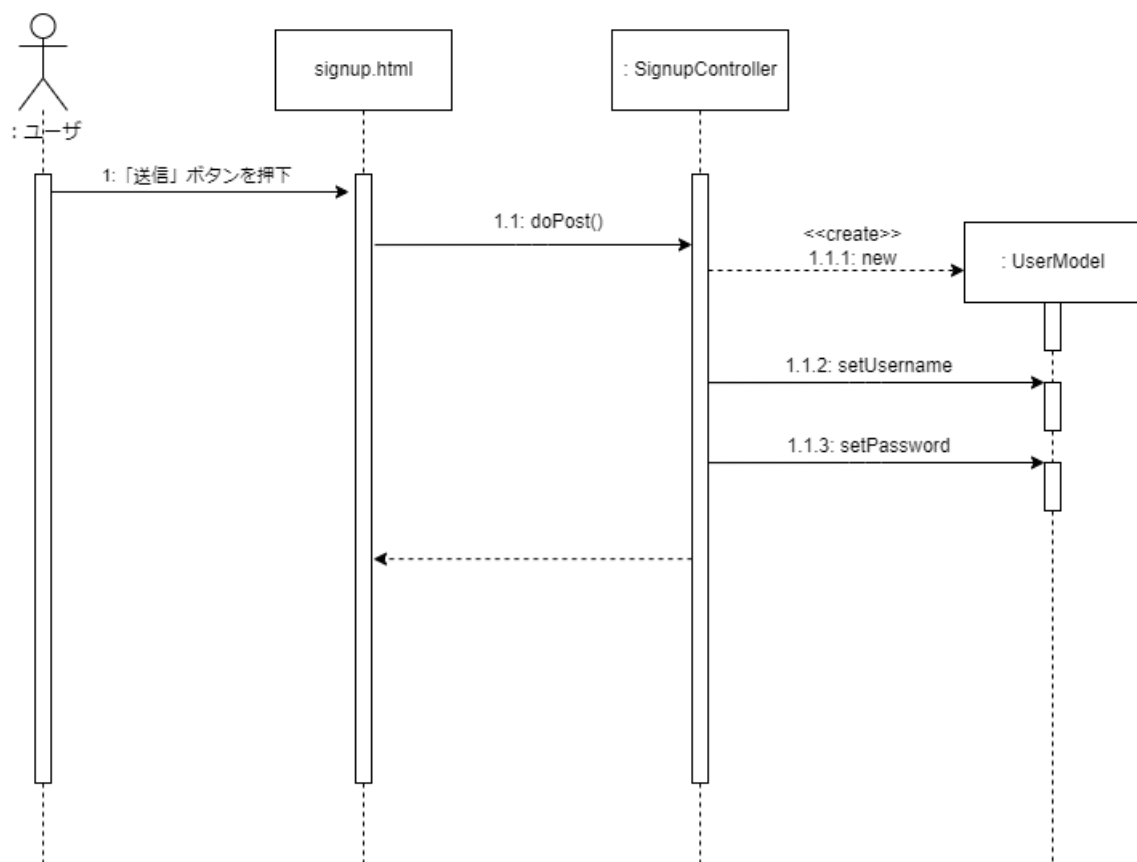 signup.html
: SignupController
: ユーザ
1:「送信」ボタンを押下
1.1: doPost()
<<create>>
1.1.1: new
: UserModel
1.1.2: setUsername
1.1.3: setPassword